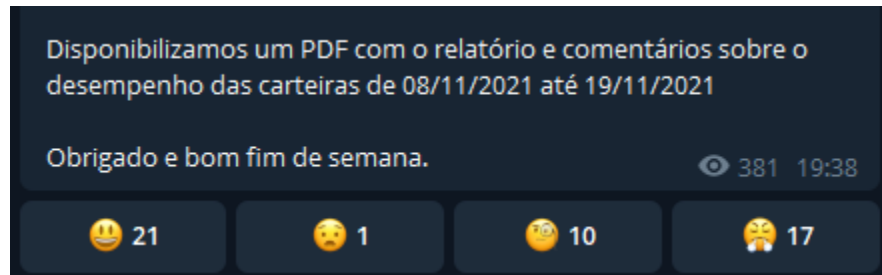 Disponibilizamos um PDF com o relatório e comentários sobre o
desempenho das carteiras de 08/11/2021 até 19/11/2021
Obrigado e bom fim de semana.
381 19:38
😃 21 😟 1 🧐 10 😤 17